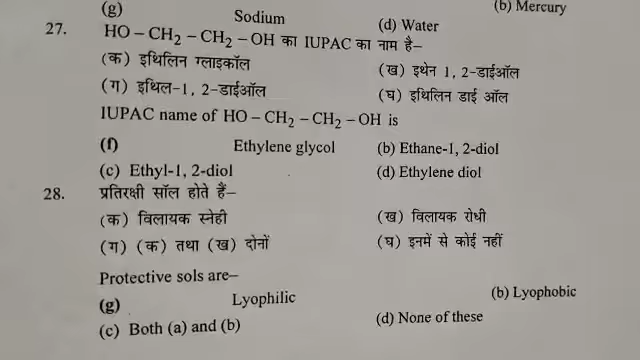 (g) Sodium (b) Mercury
(d) Water
27. HO – CH₂ – CH₂ – OH का IUPAC का नाम है–
(क) इथिलिन ग्लाइकॉल (ख) इथेन 1, 2-डाईऑल
(ग) इथिल-1, 2-डाईऑल (घ) इथिलिन डाई ऑल
IUPAC name of HO – CH₂ – CH₂ – OH is
(f) Ethylene glycol (b) Ethane-1, 2-diol
(c) Ethyl-1, 2-diol (d) Ethylene diol
28. प्रतिरक्षी सॉल होते हैं–
(क) विलायक स्नेही (ख) विलायक रोधी
(ग) (क) तथा (ख) दोनों (घ) इनमें से कोई नहीं
Protective sols are–
(g) Lyophilic (b) Lyophobic
(c) Both (a) and (b) (d) None of these